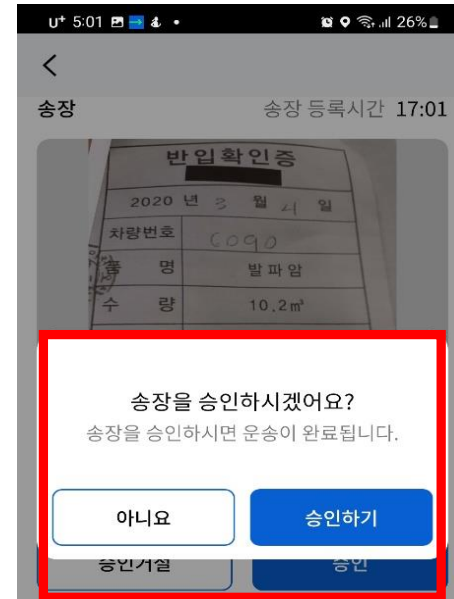 U+ 5:01 26%
송장 송장 등록시간 17:01
반입확인증
2020 년 3 월 4 일
차량번호
품 명 발파암
수 량 10.2㎥
송장을 승인하시겠어요?
송장을 승인하시면 운송이 완료됩니다.
아니요 승인하기
승인거절 승인